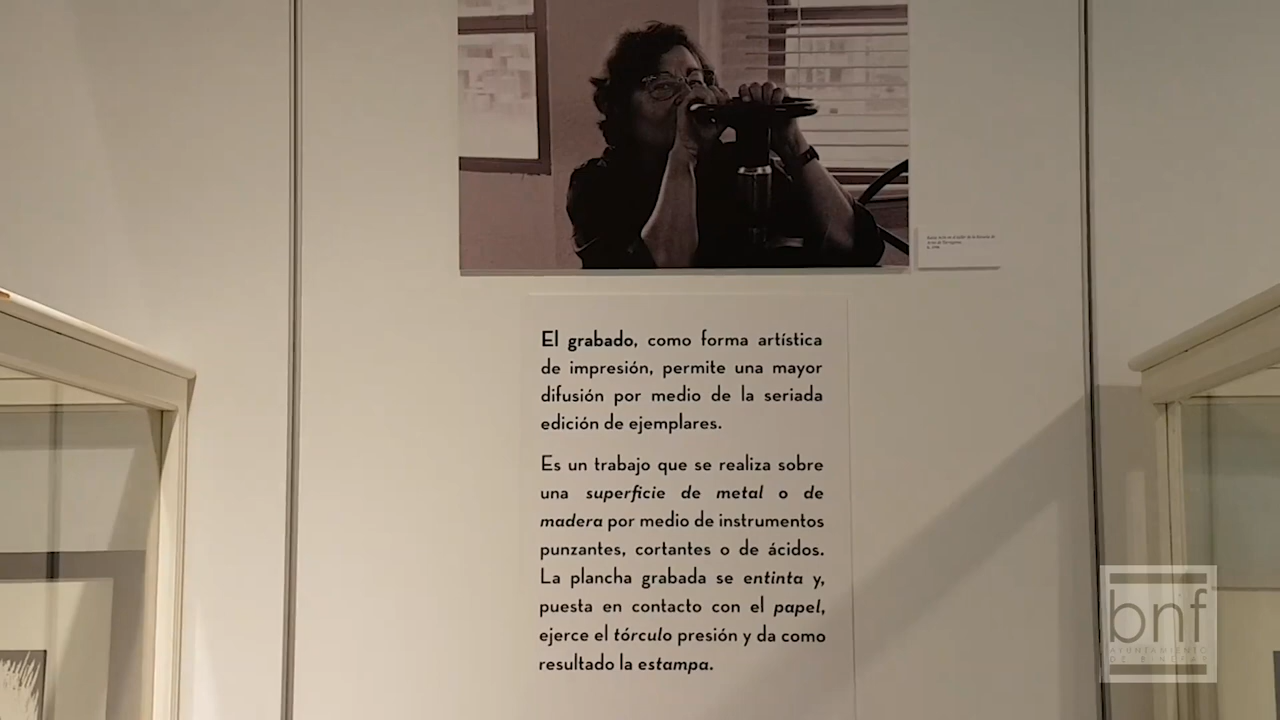 El grabado, como forma artística
de impresión, permite una mayor
difusión por medio de la seriada
edición de ejemplares.
Es un trabajo que se realiza sobre
una superficie de metal o de
madera por medio de instrumentos
punzantes, cortantes o de ácidos.
La plancha grabada se entinta y,
puesta en contacto con el papel,
ejerce el tórculo presión y da como
resultado la estampa.
bnf
AYUNTAMIENTO
DE BINÉFAR